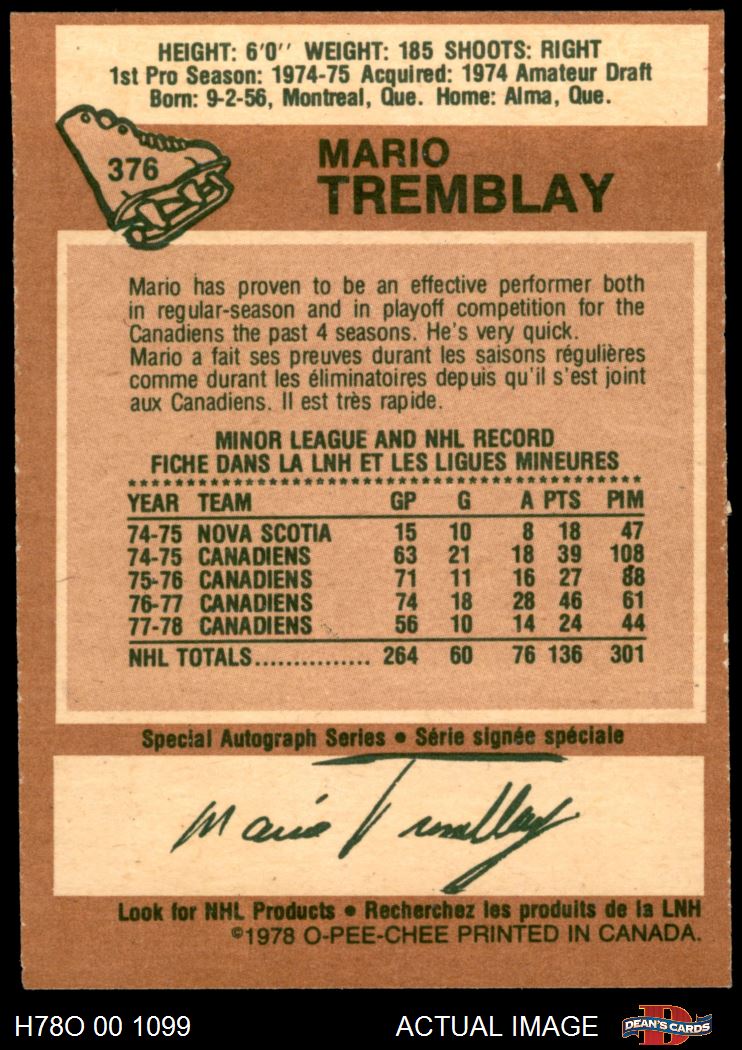 HEIGHT: 6'0'' WEIGHT: 185 SHOOTS: RIGHT
1st Pro Season: 1974-75 Acquired: 1974 Amateur Draft
Born: 9-2-56, Montreal, Que. Home: Alma, Que.
376
MARIO
TREMBLAY
Mario has proven to be an effective performer both
in regular-season and in playoff competition for the
Canadiens the past 4 seasons. He's very quick.
Mario a fait ses preuves durant les saisons régulières
comme durant les éliminatoires depuis qu'il s'est joint
aux Canadiens. Il est très rapide.
MINOR LEAGUE AND NHL RECORD
FICHE DANS LA LNH ET LES LIGUES MINEURES
YEAR TEAM GP G A PTS PIM
74-75 NOVA SCOTIA 15 10 8 18 47
74-75 CANADIENS 63 21 18 39 108
75-76 CANADIENS 71 11 16 27 88
76-77 CANADIENS 74 18 28 46 61
77-78 CANADIENS 56 10 14 24 44
NHL TOTALS............... 264 60 76 136 301
Special Autograph Series • Série signée spéciale
Mario Tremblay
Look for NHL Products • Recherchez les produits de la LNH
©1978 O-PEE-CHEE PRINTED IN CANADA.
H78O 00 1099 ACTUAL IMAGE D DEAN'S CARDS